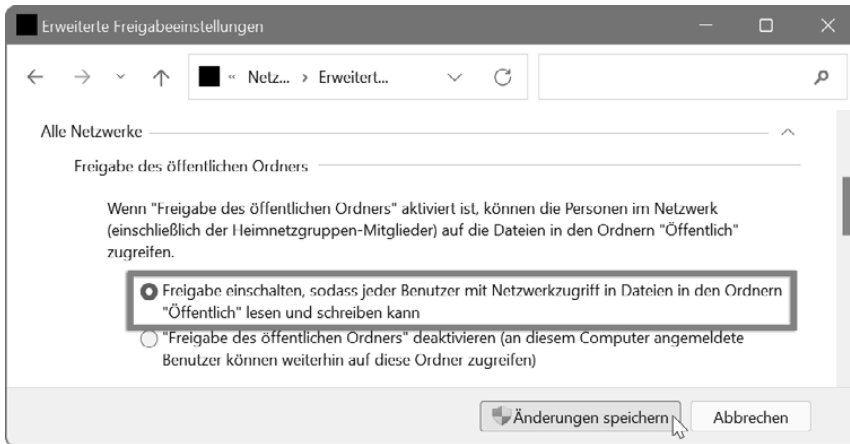 Erweiterte Freigabeeinstellungen
« Netz... › Erweitert...
Alle Netzwerke
Freigabe des öffentlichen Ordners
Wenn "Freigabe des öffentlichen Ordners" aktiviert ist, können die Personen im Netzwerk
(einschließlich der Heimnetzgruppen-Mitglieder) auf die Dateien in den Ordnern "Öffentlich"
zugreifen.
Freigabe einschalten, sodass jeder Benutzer mit Netzwerkzugriff in Dateien in den Ordnern
"Öffentlich" lesen und schreiben kann
"Freigabe des öffentlichen Ordners" deaktivieren (an diesem Computer angemeldete
Benutzer können weiterhin auf diese Ordner zugreifen)
Änderungen speichern Abbrechen